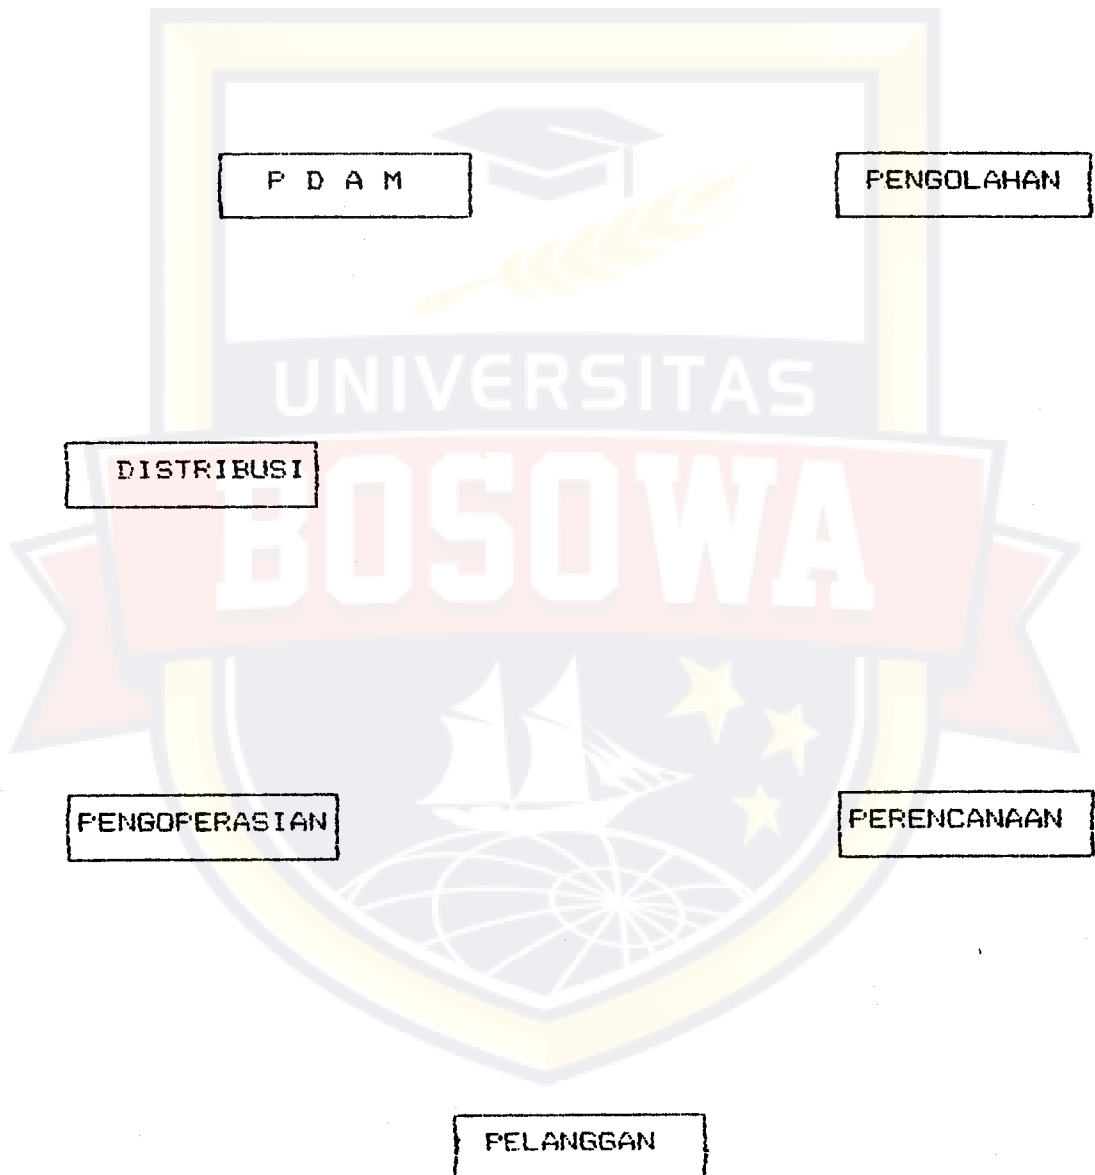 P D A M
PENGOLAHAN
UNIVERSITAS
DISTRIBUSI
BOSOWA
PENGOPERASIAN
PERENCANAAN
PELANGGAN